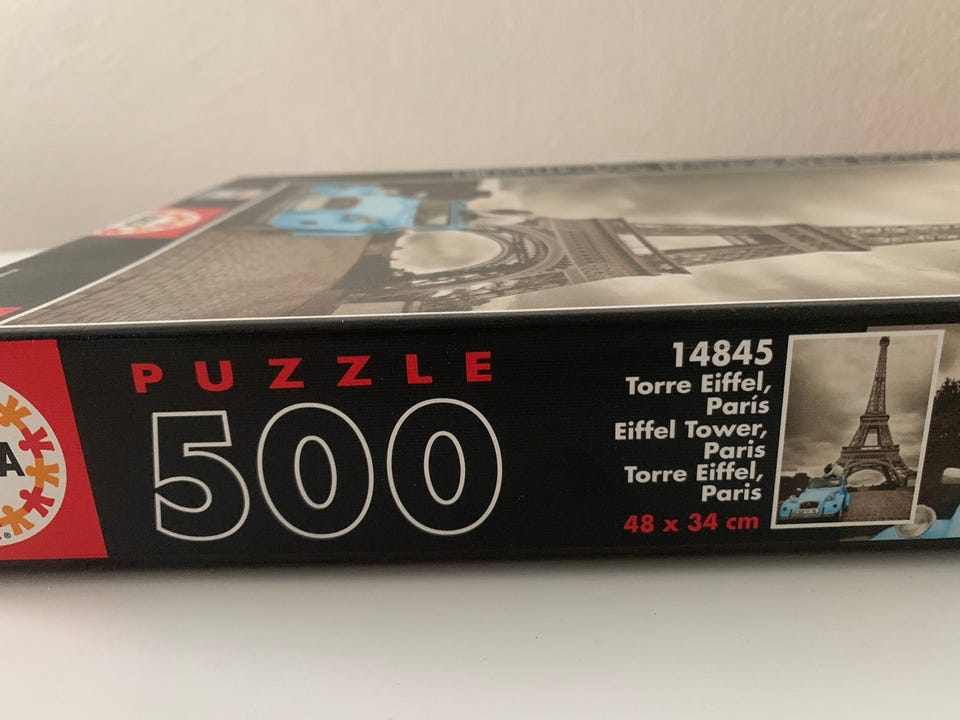 PUZZLE
500
14845
Torre Eiffel,
París
Eiffel Tower,
Paris
Torre Eiffel,
Paris
48 x 34 cm
A
®